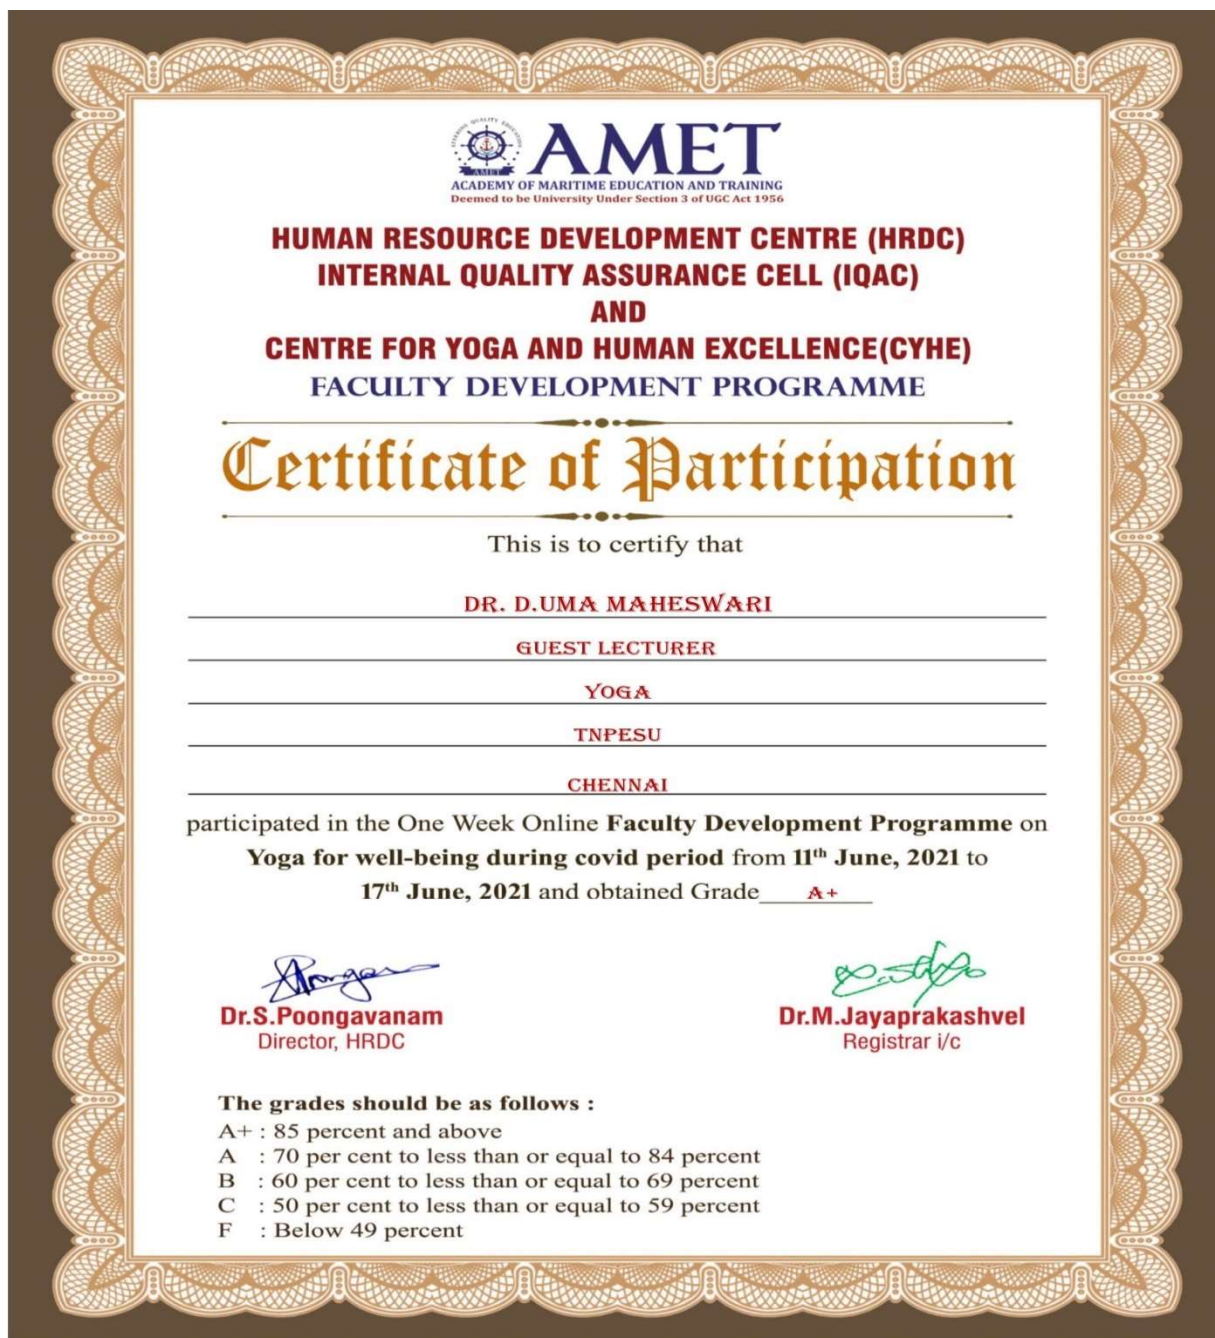 STEERING QUALITY EDUCATION
AMET
AMET
ACADEMY OF MARITIME EDUCATION AND TRAINING
Deemed to be University Under Section 3 of UGC Act 1956
HUMAN RESOURCE DEVELOPMENT CENTRE (HRDC)
INTERNAL QUALITY ASSURANCE CELL (IQAC)
AND
CENTRE FOR YOGA AND HUMAN EXCELLENCE(CYHE)
FACULTY DEVELOPMENT PROGRAMME
Certificate of Participation
This is to certify that
DR. D.UMA MAHESWARI
GUEST LECTURER
YOGA
TNPESU
CHENNAI
participated in the One Week Online Faculty Development Programme on
Yoga for well-being during covid period from 11th June, 2021 to
17th June, 2021 and obtained Grade A+
Dr.S.Poongavanam
Director, HRDC
Dr.M.Jayaprakashvel
Registrar i/c
The grades should be as follows :
A+ : 85 percent and above
A : 70 per cent to less than or equal to 84 percent
B : 60 per cent to less than or equal to 69 percent
C : 50 per cent to less than or equal to 59 percent
F : Below 49 percent